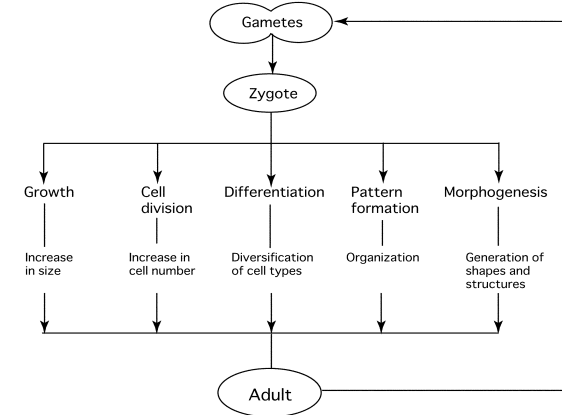 Gametes
Zygote
Growth
Cell
division
Differentiation
Pattern
formation
Morphogenesis
Increase
in size
Increase in
cell number
Diversification
of cell types
Organization
Generation of
shapes and
structures
Adult